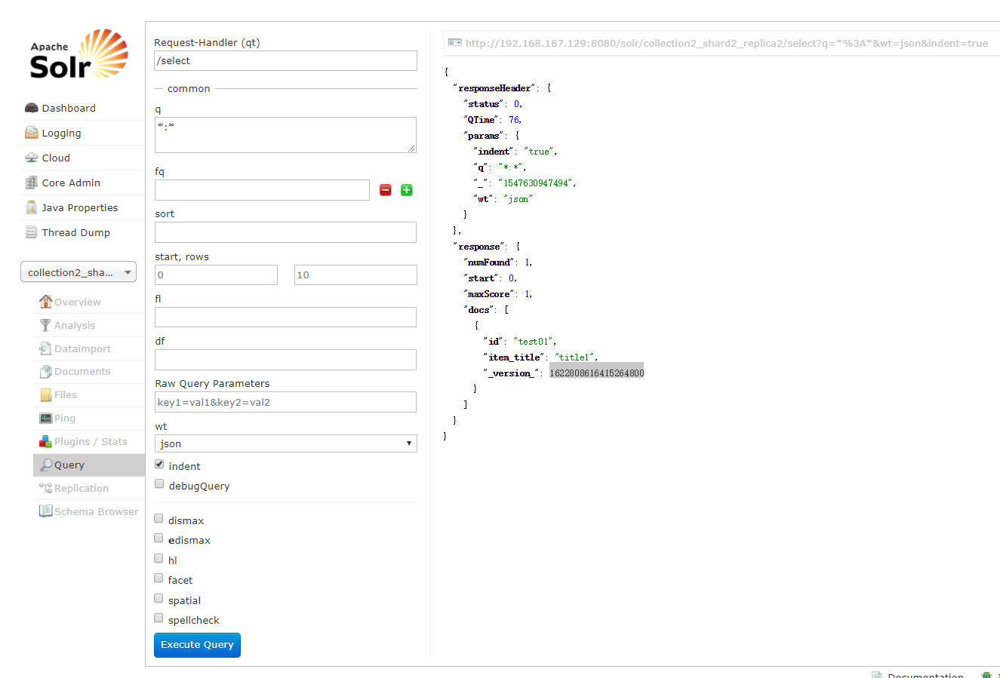 Apache
Solr
Dashboard
Logging
Cloud
Core Admin
Java Properties
Thread Dump
collection2_sha...
Overview
Analysis
Dataimport
Documents
Files
Ping
Plugins / Stats
Query
Replication
Schema Browser
Request-Handler (qt)
/select
common
q
*:*
fq
sort
start, rows
0
10
fl
df
Raw Query Parameters
key1=val1&key2=val2
wt
json
indent
debugQuery
dismax
edismax
hl
facet
spatial
spellcheck
Execute Query
http://192.168.187.129:8080/solr/collection2_shard2_replica2/select?q=*%3A*&wt=json&indent=true
{
"responseHeader": {
"status": 0,
"QTime": 76,
"params": {
"indent": "true",
"q": "*:*",
"_": "1547630947494",
"wt": "json"
}
},
"response": {
"numFound": 1,
"start": 0,
"maxScore": 1,
"docs": [
{
"id": "test01",
"item_title": "title1",
"_version_": 1622808616415264800
}
]
}
}
Documentation